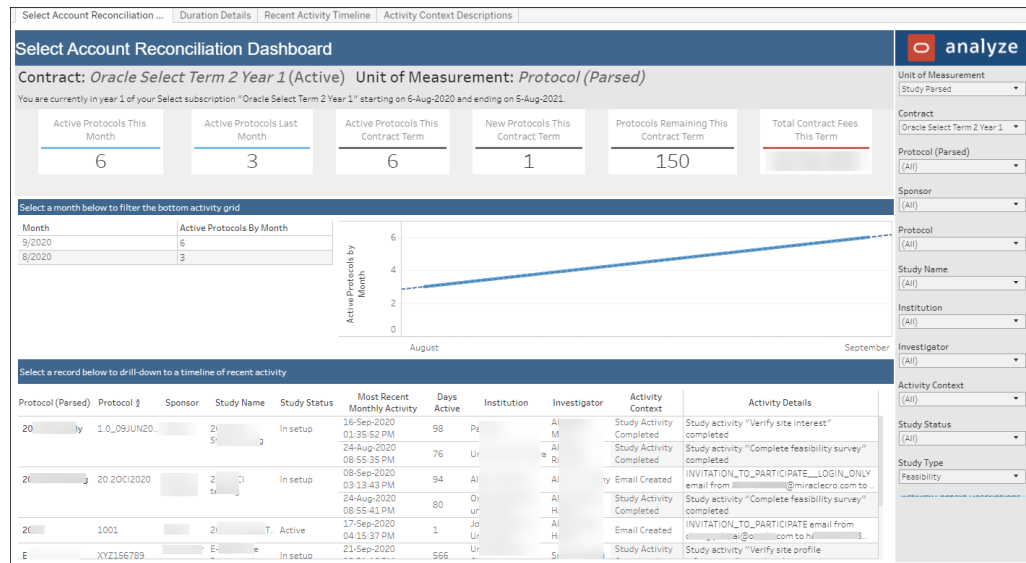 Select Account Reconciliation ... Duration Details Recent Activity Timeline Activity Context Descriptions
Select Account Reconciliation Dashboard
analyze
Contract: Oracle Select Term 2 Year 1 (Active) Unit of Measurement: Protocol (Parsed)
You are currently in year 1 of your Select subscription "Oracle Select Term 2 Year 1" starting on 6-Aug-2020 and ending on 5-Aug-2021.
Active Protocols This Month
6
Active Protocols Last Month
3
Active Protocols This Contract Term
6
New Protocols This Contract Term
1
Protocols Remaining This Contract Term
150
Total Contract Fees This Term
Select a month below to filter the bottom activity grid
Month Active Protocols By Month
9/2020 6
8/2020 3
Active Protocols by Month
6
4
2
0
August September
Select a record below to drill-down to a timeline of recent activity
Protocol (Parsed) Protocol Sponsor Study Name Study Status Most Recent Monthly Activity Days Active Institution Investigator Activity Context Activity Details
1.0_09JUN20.. In setup 16-Sep-2020 01:35:52 PM 98 Study Activity Completed Study activity "Verify site interest" completed
24-Aug-2020 08:55:35 PM 76 Study Activity Completed Study activity "Complete feasibility survey" completed
20.2OCI2020 In setup 08-Sep-2020 03:13:43 PM 94 Email Created INVITATION_TO_PARTICIPATE__LOGIN_ONLY email from @miraclecro.com to ..
24-Aug-2020 08:55:41 PM 80 Study Activity Completed Study activity "Complete feasibility survey" completed
1001 Active 17-Sep-2020 04:15:37 PM 1 Email Created INVITATION_TO_PARTICIPATE email from
XYZ156789 In setup 21-Sep-2020 566 Study Activity Study activity "Verify site profile
Unit of Measurement
Study Parsed
Contract
Oracle Select Term 2 Year 1
Protocol (Parsed)
(All)
Sponsor
(All)
Protocol
(All)
Study Name
(All)
Institution
(All)
Investigator
(All)
Activity Context
(All)
Study Status
(All)
Study Type
Feasibility